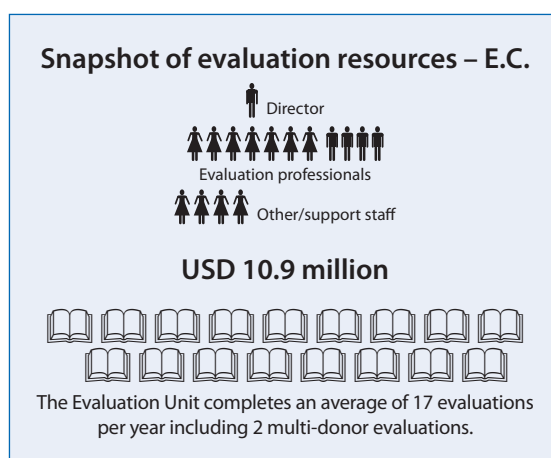 Snapshot of evaluation resources – E.C.
Director
Evaluation professionals
Other/support staff
USD 10.9 million
The Evaluation Unit completes an average of 17 evaluations
per year including 2 multi-donor evaluations.